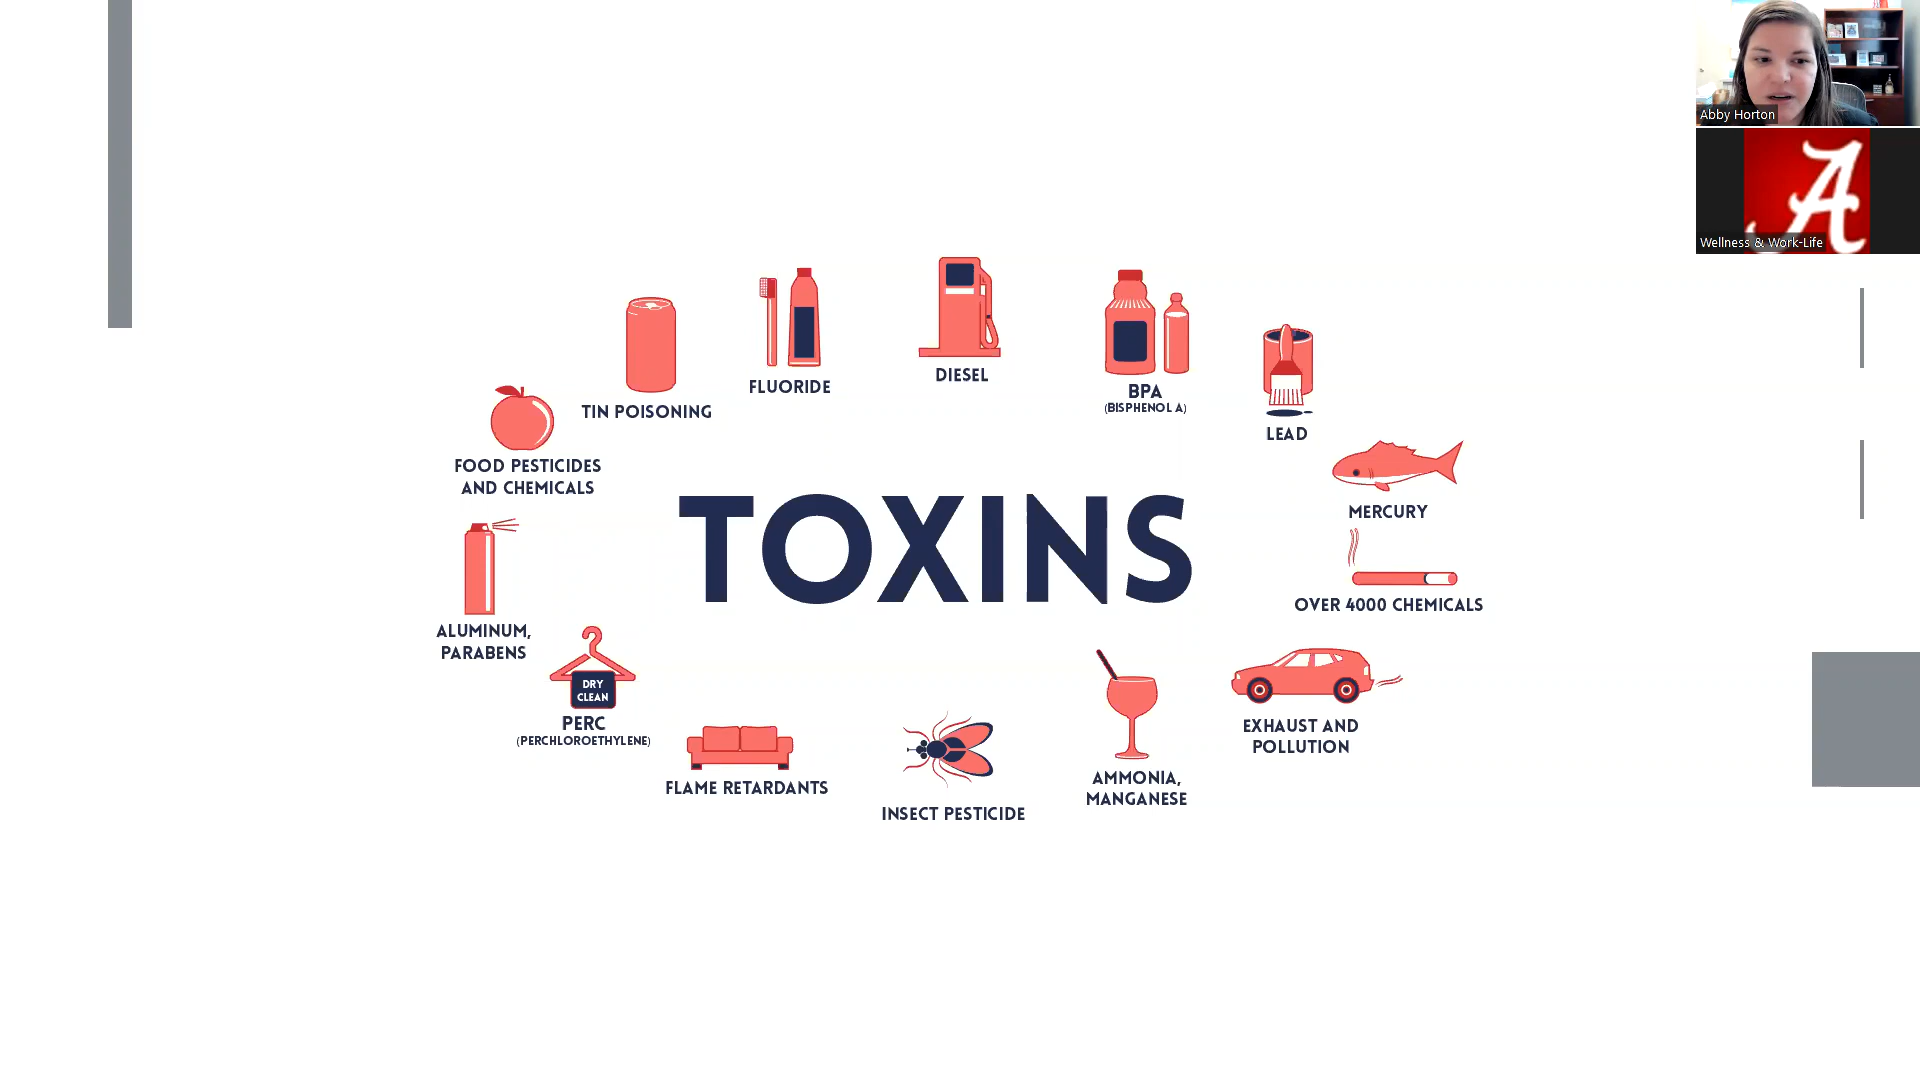 Abby Horton
A
Wellness & Work-Life
DIESEL
FLUORIDE
BPA
(BISPHENOL A)
TIN POISONING
LEAD
FOOD PESTICIDES
AND CHEMICALS
MERCURY
TOXINS
OVER 4000 CHEMICALS
ALUMINUM,
PARABENS
DRY
CLEAN
PERC
(PERCHLOROETHYLENE)
EXHAUST AND
POLLUTION
FLAME RETARDANTS
AMMONIA,
MANGANESE
INSECT PESTICIDE